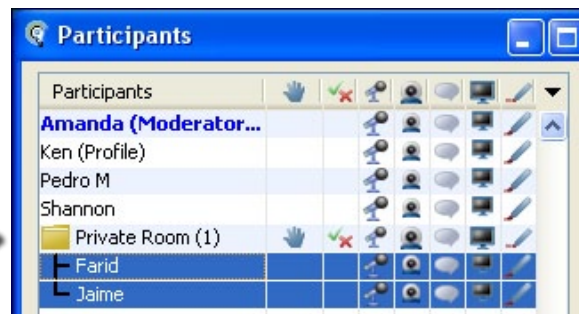 Participants
Participants
Amanda (Moderator...
Ken (Profile)
Pedro M
Shannon
Private Room (1)
Farid
Jaime